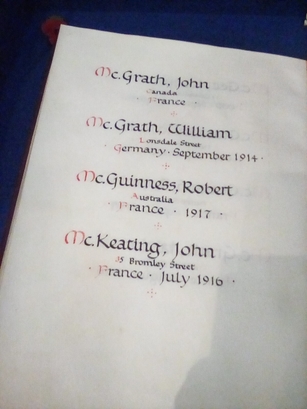 Mc.Grath, John
Canada
· France ·
Mc.Grath, William
Lonsdale Street
· Germany · September 1914 ·
Mc.Guinness, Robert
Australia
· France · 1917 ·
Mc.Keating, John
35 Bromley Street
· France · July 1916 ·